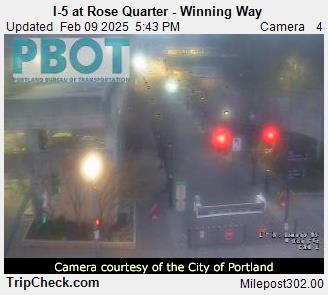 I-5 at Rose Quarter - Winning Way
Updated Feb 09 2025 5:43 PM Camera 4
PBOT
PORTLAND BUREAU OF TRANSPORTATION
Camera courtesy of the City of Portland
TripCheck.com Milepost302.00